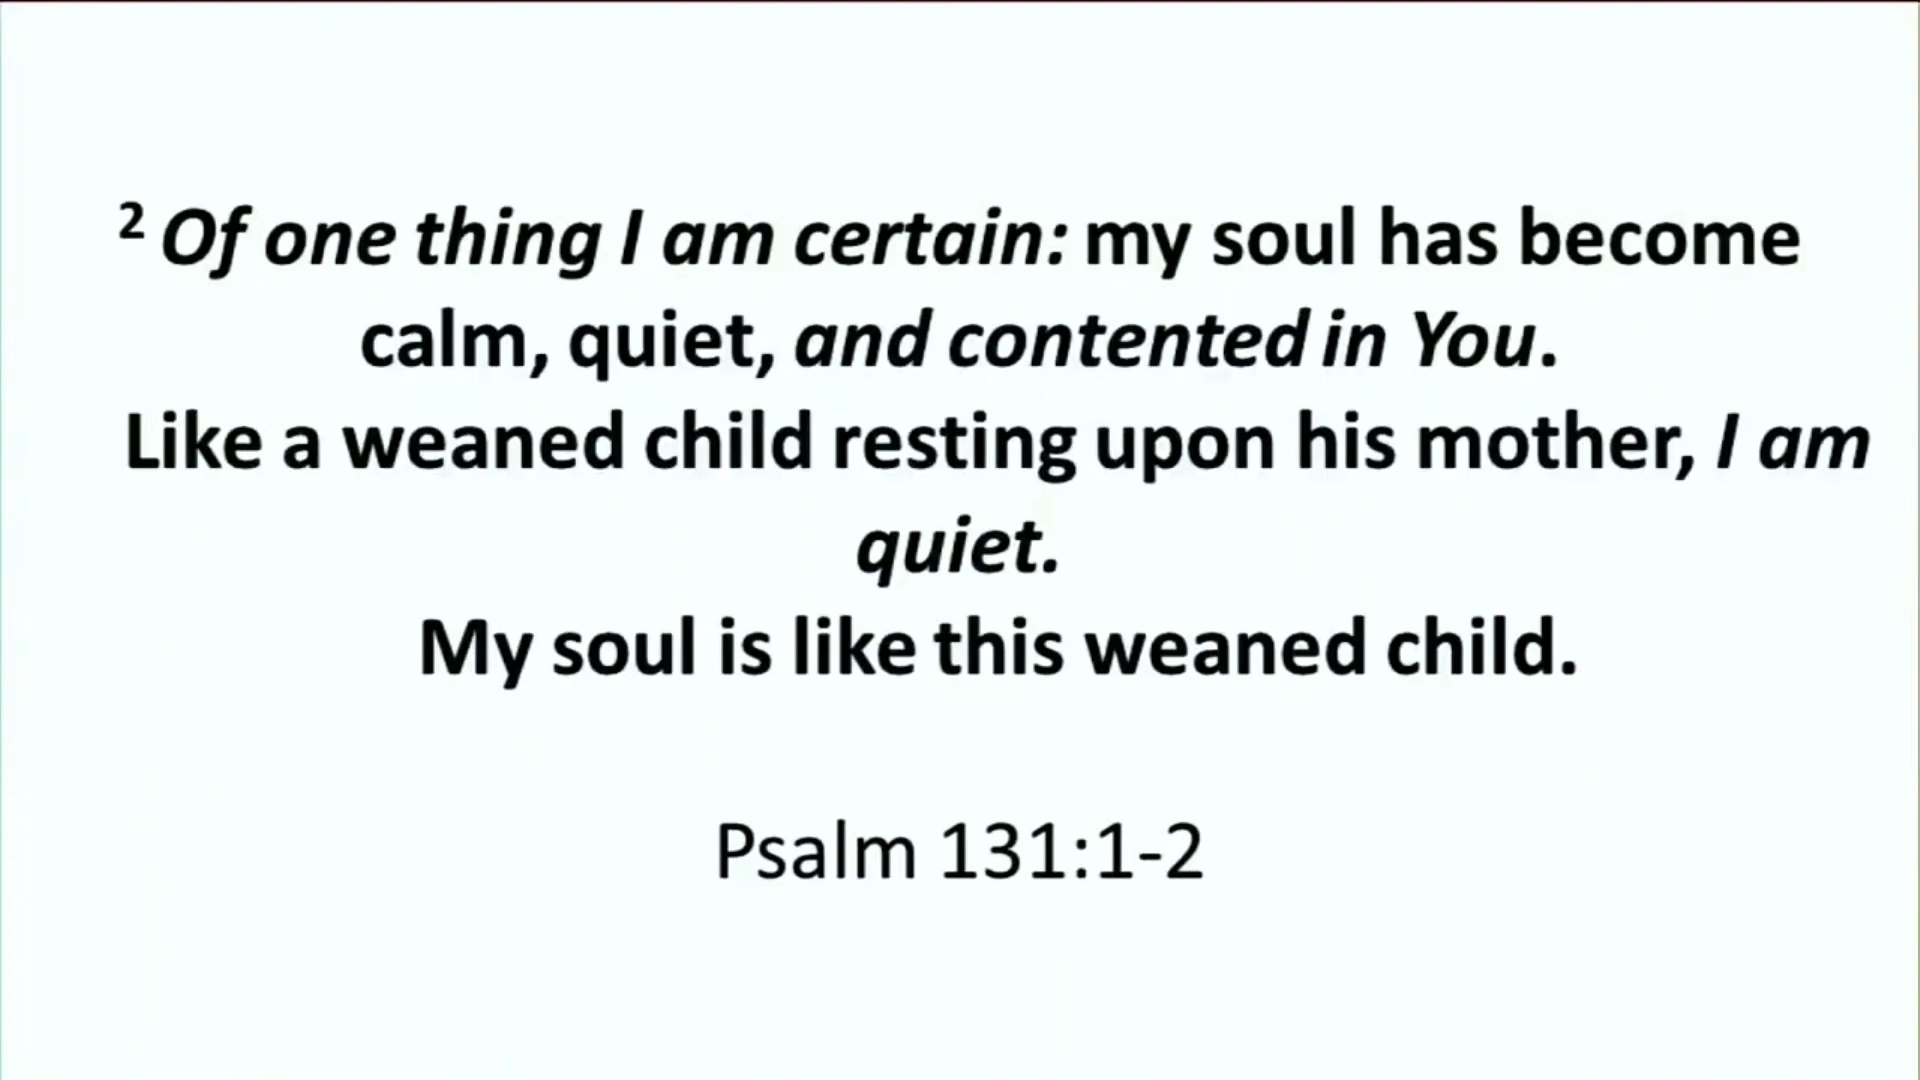 2 Of one thing I am certain: my soul has become
calm, quiet, and contented in You.
Like a weaned child resting upon his mother, I am
quiet.
My soul is like this weaned child.
Psalm 131:1-2